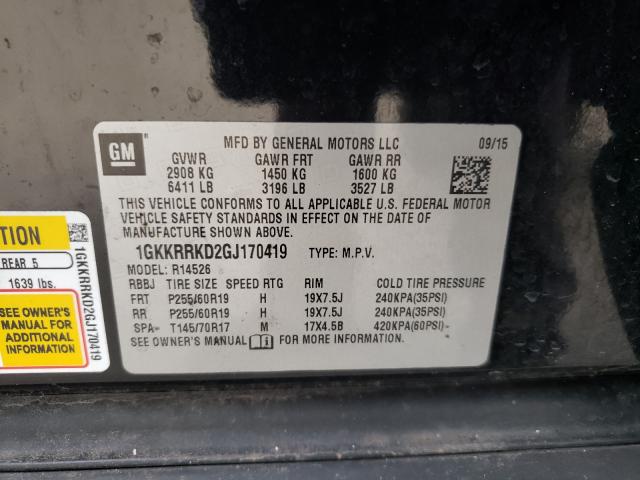 GM
MFD BY GENERAL MOTORS LLC 09/15
GVWR GAWR FRT GAWR RR
2908 KG 1450 KG 1600 KG
6411 LB 3196 LB 3527 LB
THIS VEHICLE CONFORMS TO ALL APPLICABLE U.S. FEDERAL MOTOR
VEHICLE SAFETY STANDARDS IN EFFECT ON THE DATE OF
MANUFACTURE SHOWN ABOVE.
1GKKRRKD2GJ170419 TYPE: M.P.V.
MODEL: R14526
RBBJ TIRE SIZE SPEED RTG RIM COLD TIRE PRESSURE
FRT P255/60R19 H 19X7.5J 240KPA(35PSI)
RR P255/60R19 H 19X7.5J 240KPA(35PSI)
SPA- T145/70R17 M 17X4.5B 420KPA(60PSI)-
SEE OWNER'S MANUAL FOR MORE INFORMATION.
TION
REAR 5
1639 lbs.
SEE OWNER'S
MANUAL FOR
ADDITIONAL
INFORMATION
1GKKRRKD2GJ170419